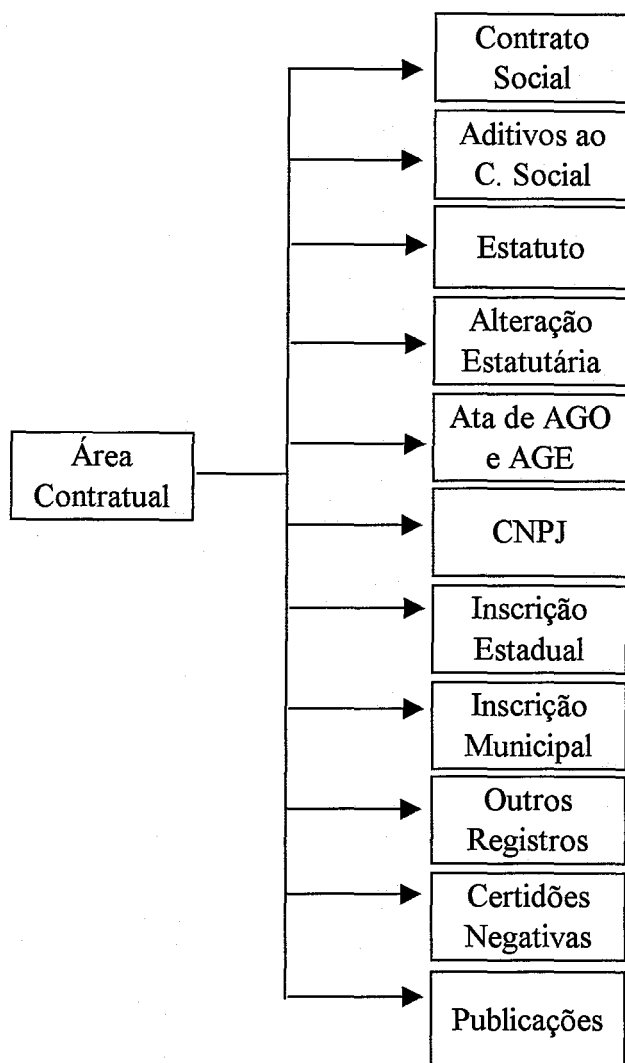 Contrato
Social
Aditivos ao
C. Social
Estatuto
Alteração
Estatutária
Ata de AGO
e AGE
Área
Contratual
CNPJ
Inscrição
Estadual
Inscrição
Municipal
Outros
Registros
Certidões
Negativas
Publicações